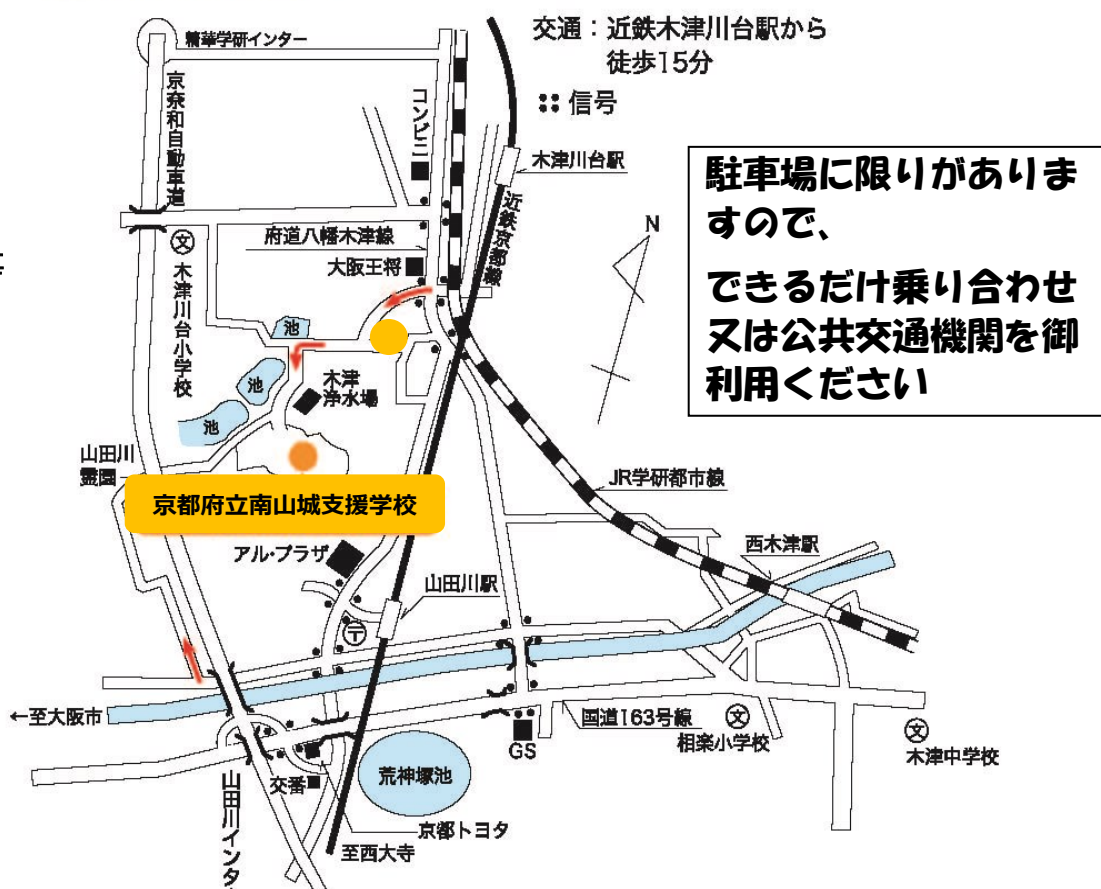 交通：近鉄木津川台駅から
徒歩15分
信号
精華学研インター
京奈和自動車道
コンビニ
木津川台駅
近鉄京都線
駐車場に限りがありま
すので、
できるだけ乗り合わせ
又は公共交通機関を御
利用ください
N
文
木津川台小学校
府道八幡木津線
大阪王将
池
池
池
木津
浄水場
山田川
霊園
京都府立南山城支援学校
JR学研都市線
アル・プラザ
西木津駅
山田川駅
〒
←至大阪市
国道163号線
文
相楽小学校
文
木津中学校
GS
交番
荒神塚池
京都トヨタ
至西大寺
山田川インタ